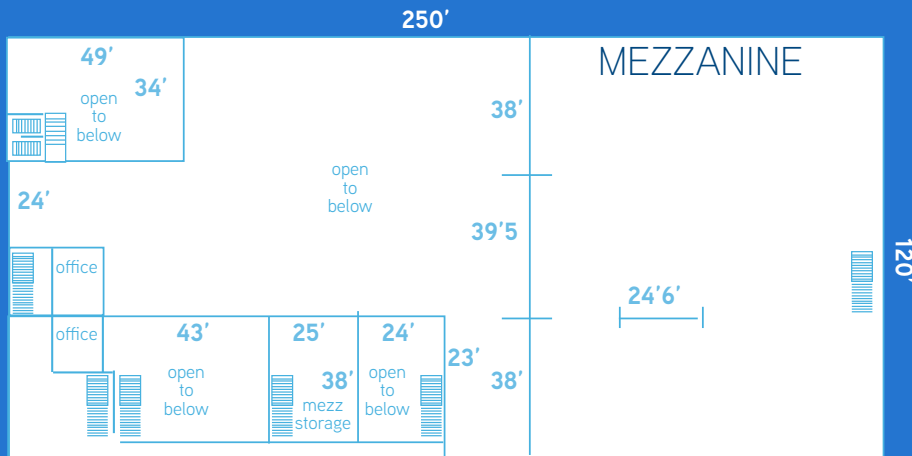 250’
MEZZANINE
49’
34’
open
to
below
38’
open
to
below
24’
39’5
120’
office
24’6’
office
43’
25’
24’
23’
38’
38’
open
to
below
open
to
below
mezz
storage